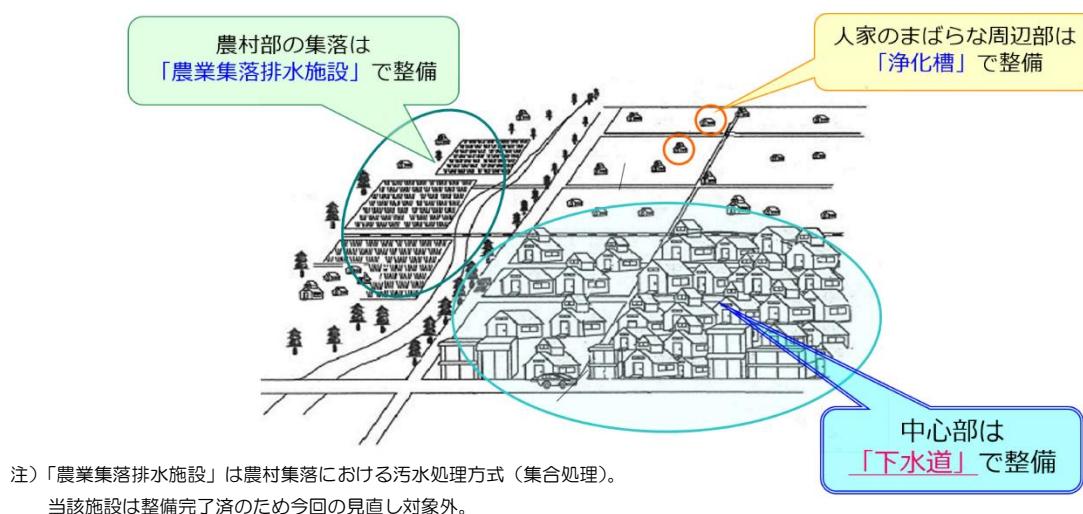 農村部の集落は
「農業集落排水施設」で整備
人家のまばらな周辺部は
「浄化槽」で整備
中心部は
「下水道」で整備
注）「農業集落排水施設」は農村集落における汚水処理方式（集合処理）。
当該施設は整備完了済のため今回の見直し対象外。